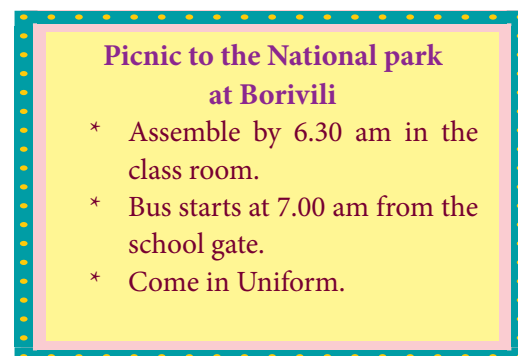 Picnic to the National park
at Borivili
* Assemble by 6.30 am in the
class room.
* Bus starts at 7.00 am from the
school gate.
* Come in Uniform.